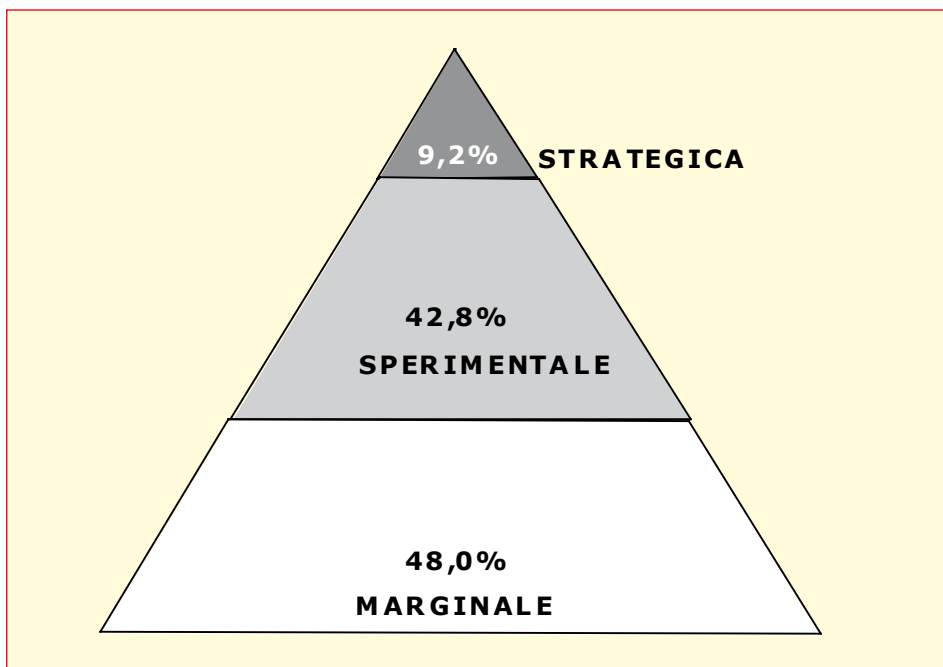 9,2% STRATEGICA
42,8%
SPERIMENTALE
48,0%
MARGINALE